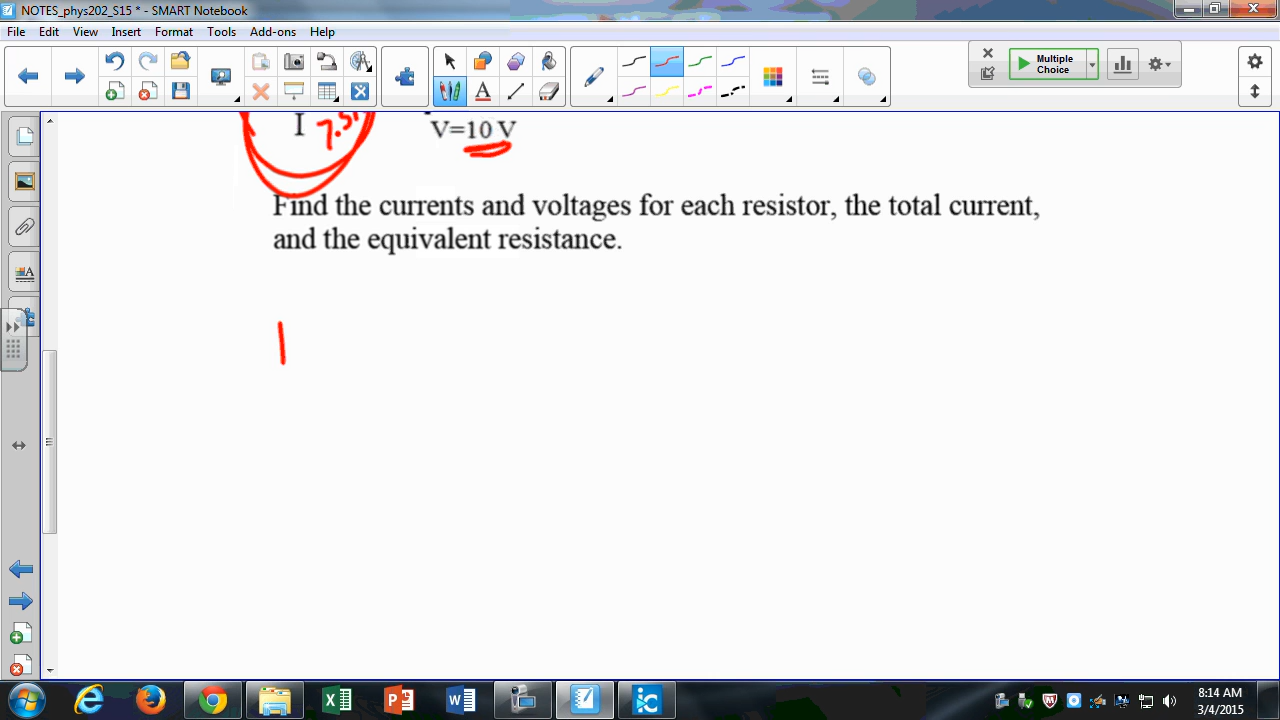 NOTES_phys202_S15 * - SMART Notebook
File Edit View Insert Format Tools Add-ons Help
Multiple
Choice
I
V=10 V
Find the currents and voltages for each resistor, the total current,
and the equivalent resistance.
8:14 AM
3/4/2015